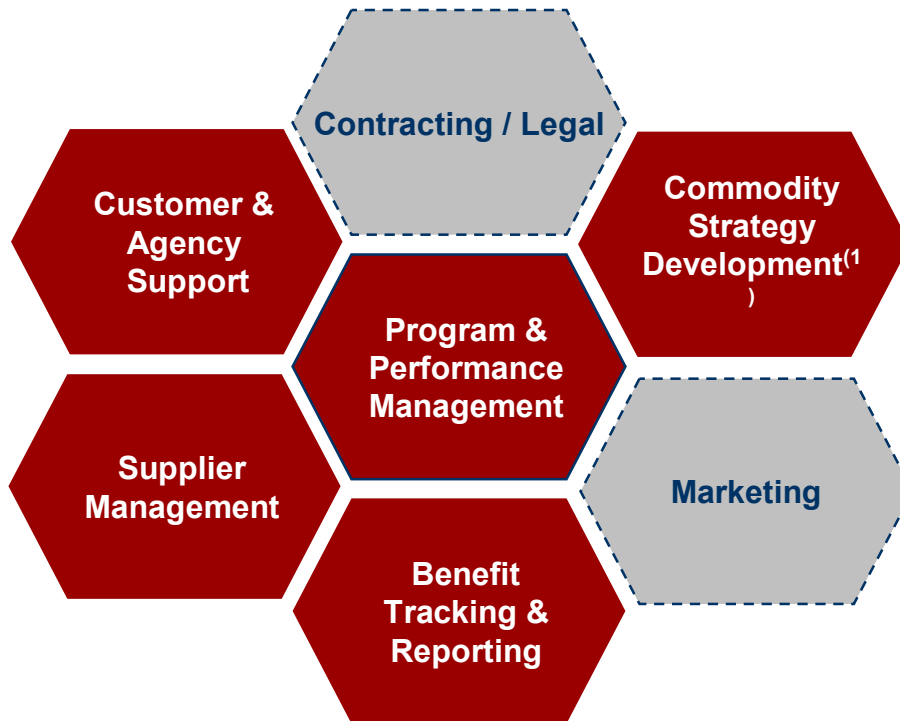 Contracting / Legal
Customer &
Agency
Support
Commodity
Strategy
Development(1
)
Program &
Performance
Management
Supplier
Management
Marketing
Benefit
Tracking &
Reporting